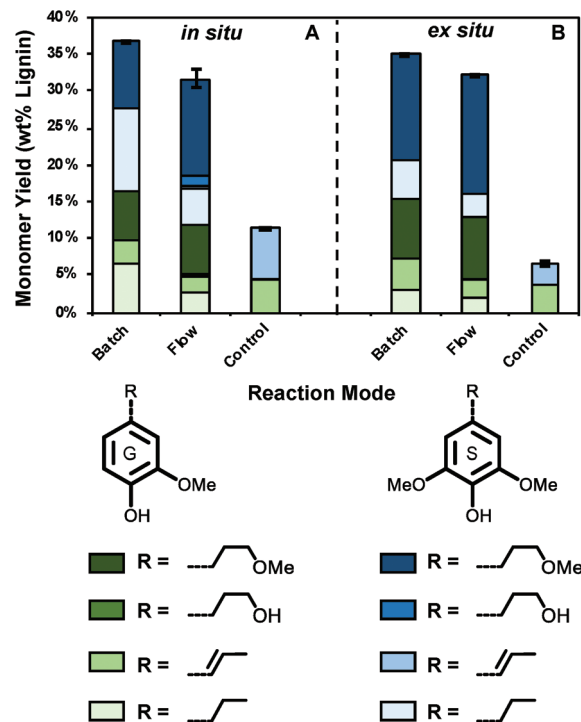 in situ A
ex situ B
Monomer Yield (wt% Lignin)
40%
35%
30%
25%
20%
15%
10%
5%
0%
Batch
Flow
Control
Batch
Flow
Control
Reaction Mode
R
G
OMe
OH
R
S
MeO
OMe
OH
R = OMe
R = OH
R =
R =
R = OMe
R = OH
R =
R =